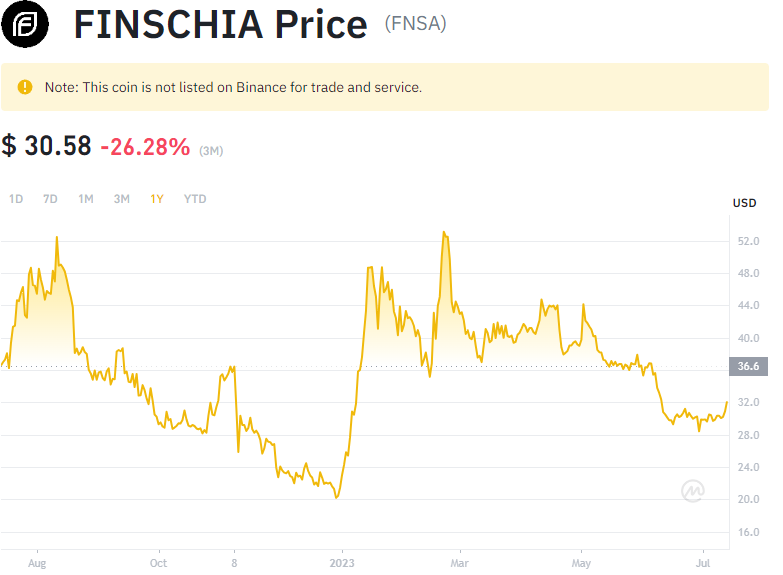 FINSCHIA Price (FNSA)
Note: This coin is not listed on Binance for trade and service.
$ 30.58 -26.28% (3M)
1D 7D 1M 3M 1Y YTD
USD
52.0
48.0
44.0
40.0
36.6
32.0
28.0
24.0
20.0
16.0
Aug Oct 8 2023 Mar May Jul